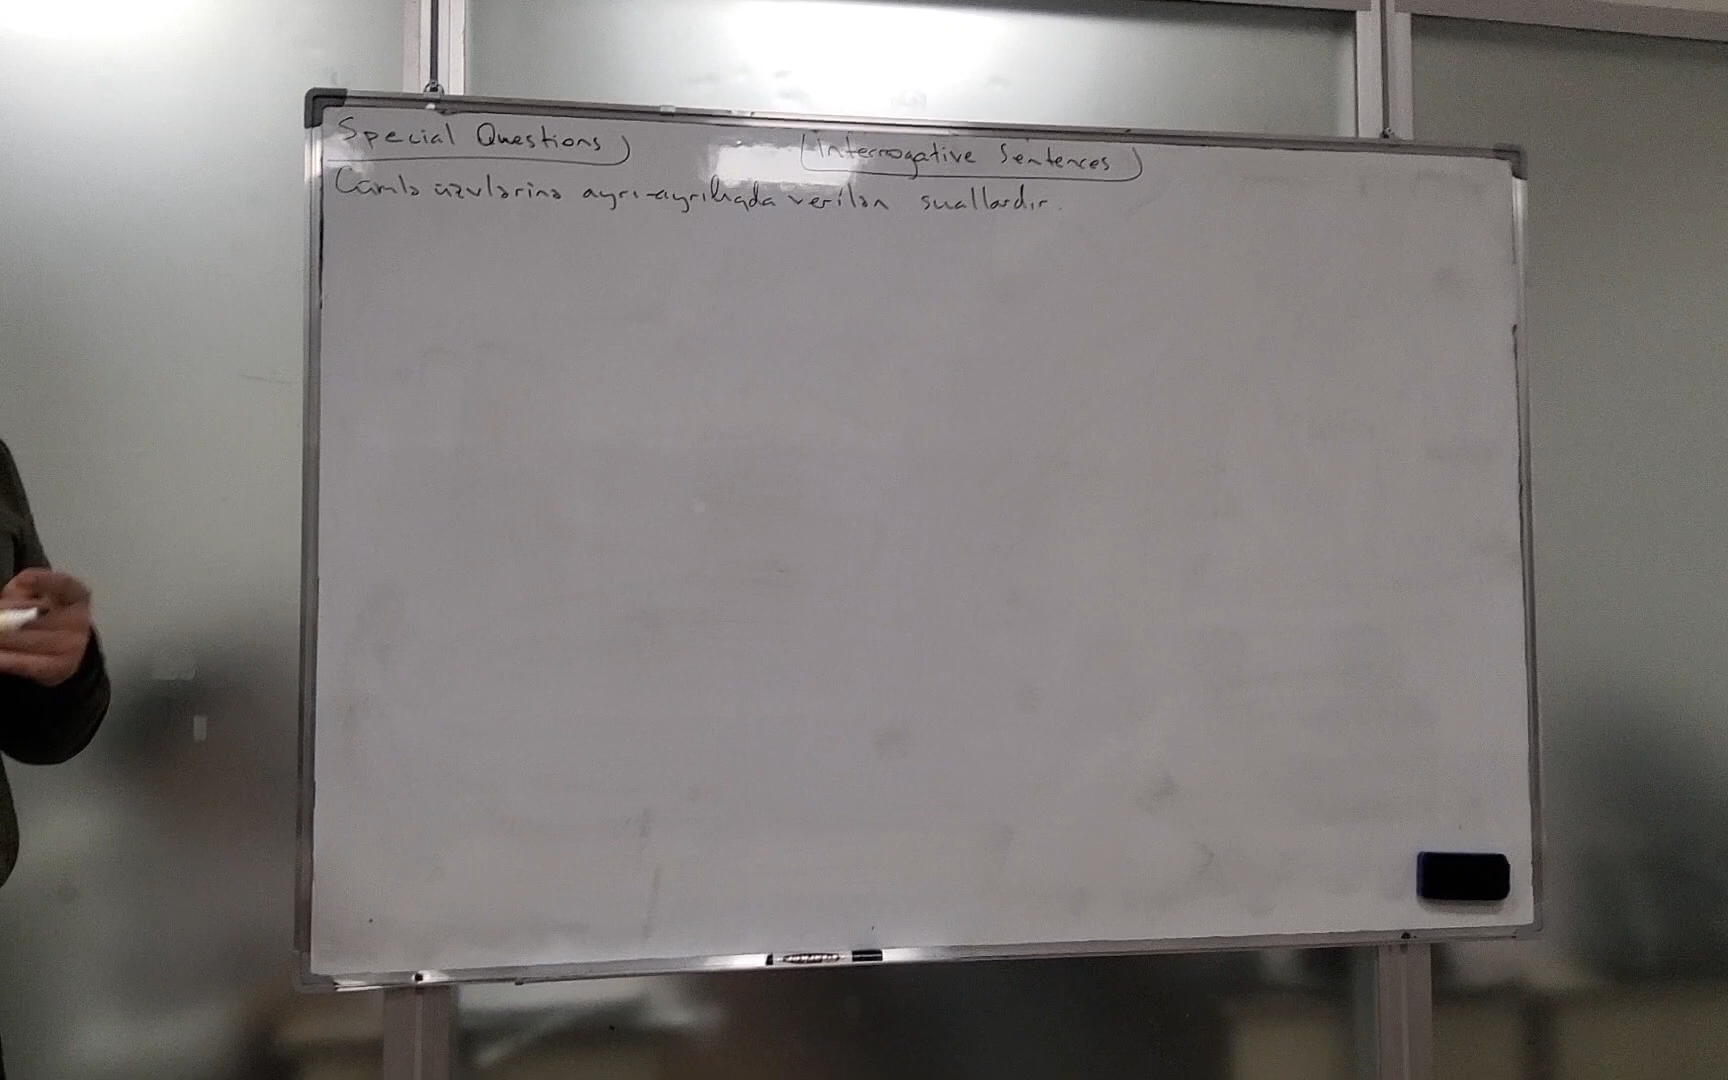 Special Questions Interrogative Sentences
Cümlə üzvlərinə ayrı-ayrılıqda verilən suallardır.